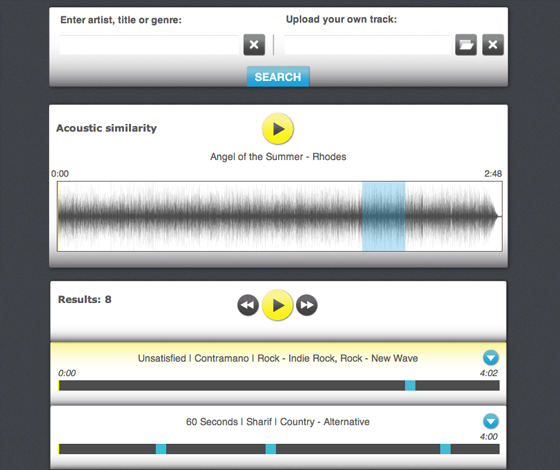 Enter artist, title or genre:
Upload your own track:
SEARCH
Acoustic similarity
Angel of the Summer - Rhodes
0:00 2:48
Results: 8
Unsatisfied | Contramano | Rock - Indie Rock, Rock - New Wave
0:00 4:02
60 Seconds | Sharif | Country - Alternative
4:00